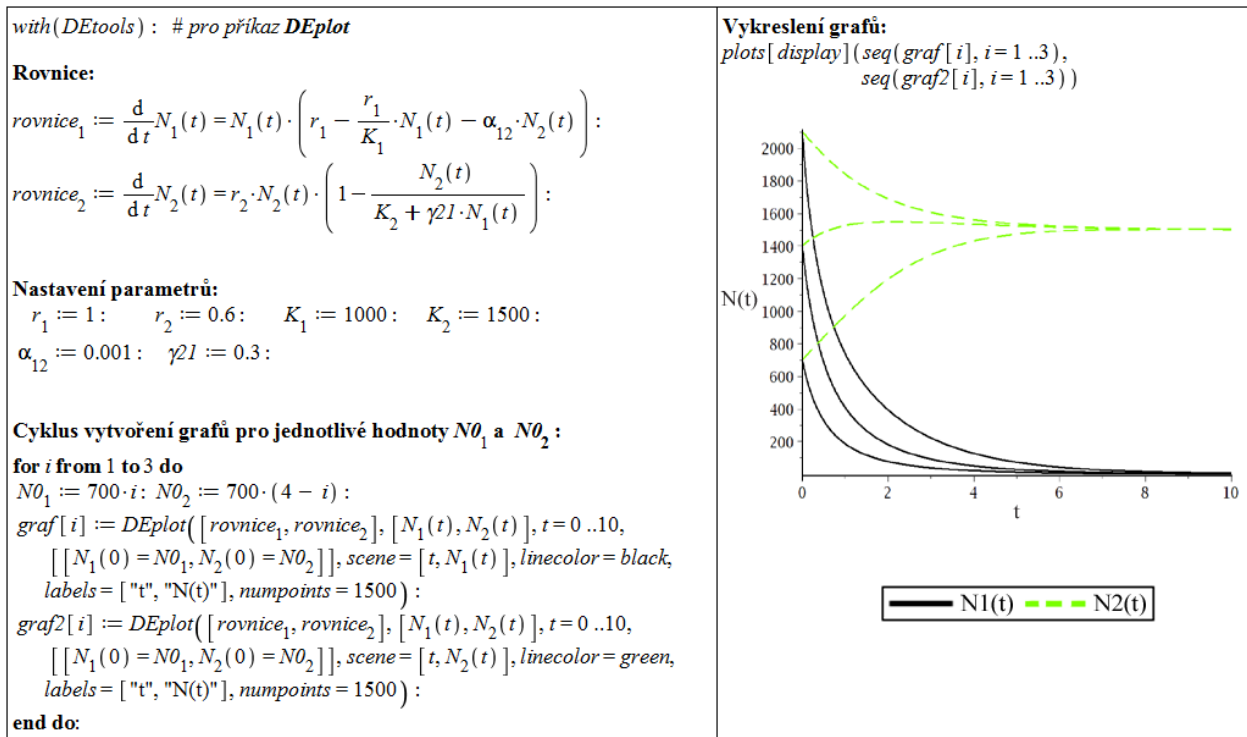 with(DEtools) :  # pro příkaz DEplot
Rovnice:
rovnice₁ := d/dt N₁(t) = N₁(t)·(r₁ − r₁/K₁·N₁(t) − α₁₂·N₂(t)) :
rovnice₂ := d/dt N₂(t) = r₂·N₂(t)·(1 − N₂(t)/(K₂ + γ21·N₁(t))) :
Nastavení parametrů:
r₁ := 1 :  r₂ := 0.6 :  K₁ := 1000 :  K₂ := 1500 :
α₁₂ := 0.001 :  γ21 := 0.3 :
Cyklus vytvoření grafů pro jednotlivé hodnoty N0₁ a N0₂ :
for i from 1 to 3 do
N0₁ := 700·i : N0₂ := 700·(4 − i) :
graf[i] := DEplot([rovnice₁, rovnice₂], [N₁(t), N₂(t)], t = 0 ..10,
[[N₁(0) = N0₁, N₂(0) = N0₂]], scene = [t, N₁(t)], linecolor = black,
labels = ["t", "N(t)"], numpoints = 1500) :
graf2[i] := DEplot([rovnice₁, rovnice₂], [N₁(t), N₂(t)], t = 0 ..10,
[[N₁(0) = N0₁, N₂(0) = N0₂]], scene = [t, N₂(t)], linecolor = green,
labels = ["t", "N(t)"], numpoints = 1500) :
end do:
Vykreslení grafů:
plots[display](seq(graf[i], i = 1 ..3),
seq(graf2[i], i = 1 ..3))
2000
1800
1600
1400
1200
N(t)
1000
800
600
400
200
0 2 4 6 8 10
t
N1(t) N2(t)